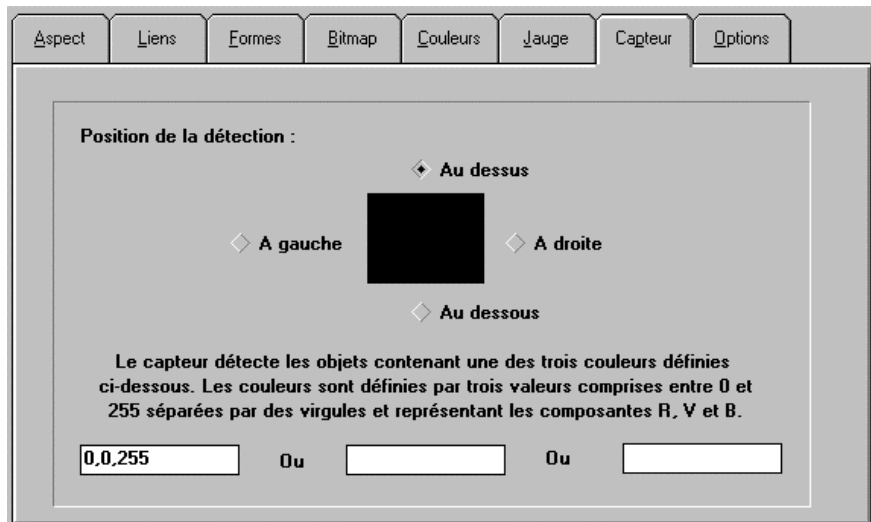 Aspect Liens Formes Bitmap Couleurs Jauge Capteur Options
Position de la détection :
Au dessus
A gauche A droite
Au dessous
Le capteur détecte les objets contenant une des trois couleurs définies
ci-dessous. Les couleurs sont définies par trois valeurs comprises entre 0 et
255 séparées par des virgules et représentant les composantes R, V et B.
0,0,255 Ou Ou